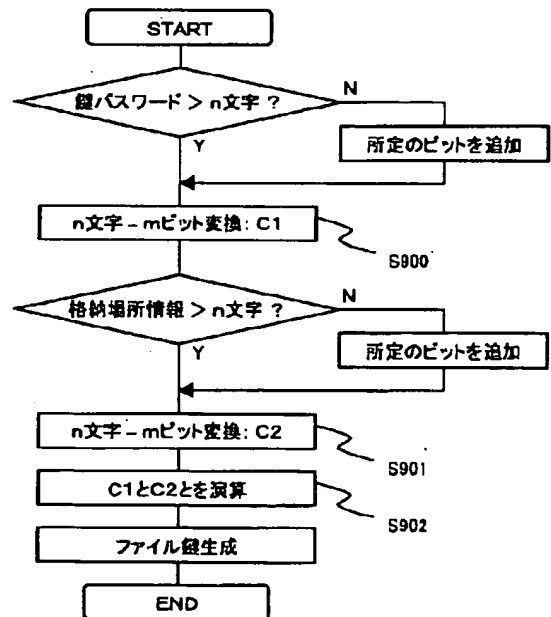 START
鍵パスワード > n文字 ?
N
Y
所定のビットを追加
n文字 – mビット変換: C1
S900
格納場所情報 > n文字 ?
N
Y
所定のビットを追加
n文字 – mビット変換: C2
S901
C1とC2とを演算
S902
ファイル鍵生成
END